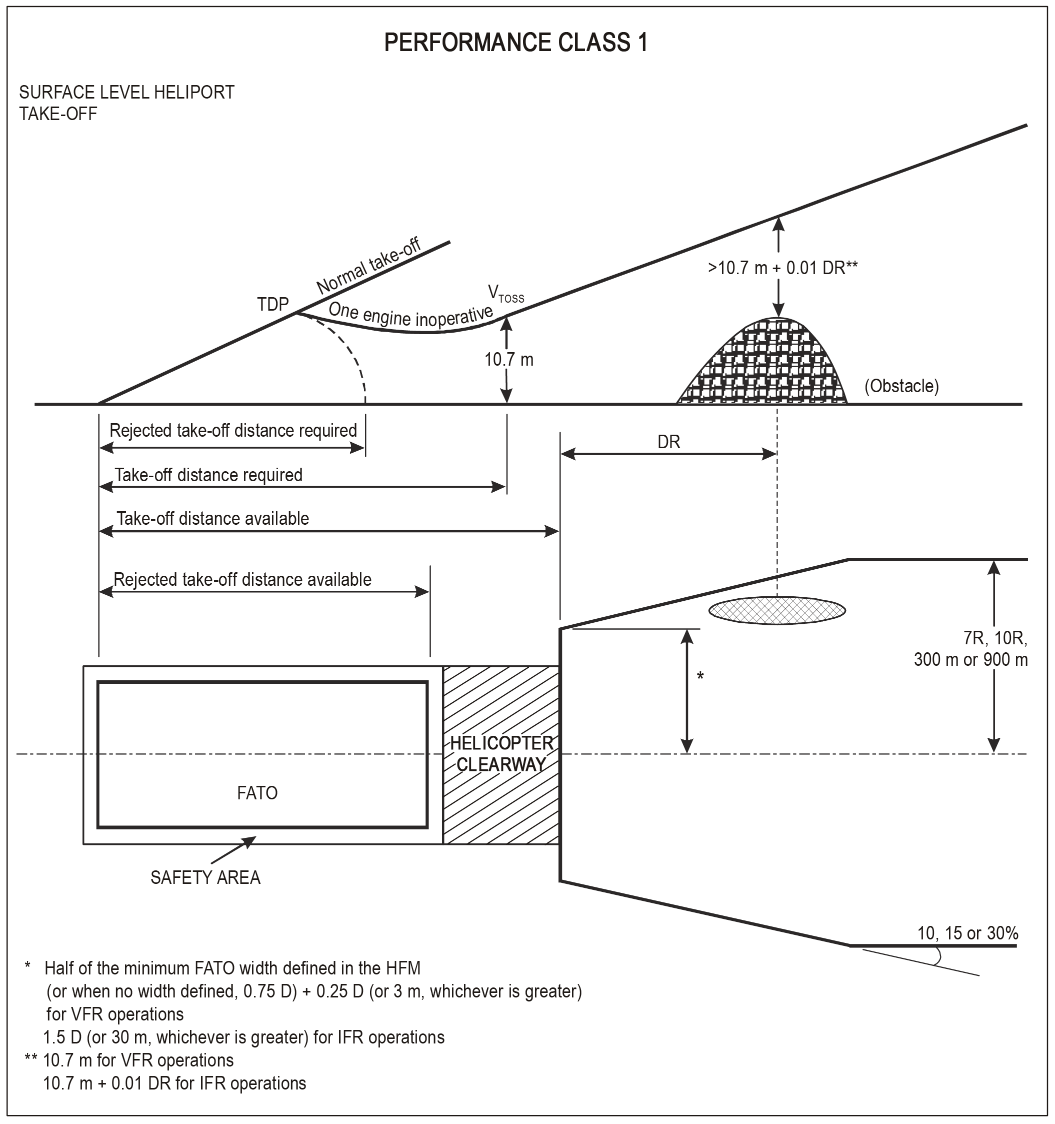 PERFORMANCE CLASS 1
SURFACE LEVEL HELIPORT
TAKE-OFF
Normal take-off
TDP
V_TOSS
One engine inoperative
>10.7 m + 0.01 DR**
10.7 m
(Obstacle)
Rejected take-off distance required
DR
Take-off distance required
Take-off distance available
Rejected take-off distance available
7R, 10R,
300 m or 900 m
*
HELICOPTER
CLEARWAY
FATO
SAFETY AREA
10, 15 or 30%
* Half of the minimum FATO width defined in the HFM
(or when no width defined, 0.75 D) + 0.25 D (or 3 m, whichever is greater)
for VFR operations
1.5 D (or 30 m, whichever is greater) for IFR operations
** 10.7 m for VFR operations
10.7 m + 0.01 DR for IFR operations